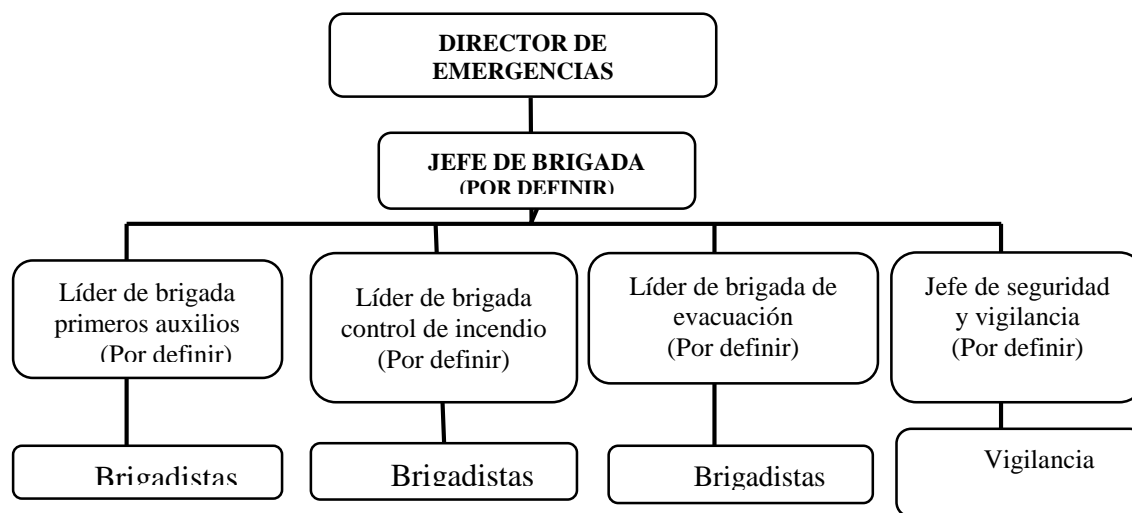 DIRECTOR DE
EMERGENCIAS
JEFE DE BRIGADA
(POR DEFINIR)
Líder de brigada
primeros auxilios
(Por definir)
Líder de brigada
control de incendio
(Por definir)
Líder de brigada de
evacuación
(Por definir)
Jefe de seguridad
y vigilancia
(Por definir)
Brigadistas
Brigadistas
Brigadistas
Vigilancia